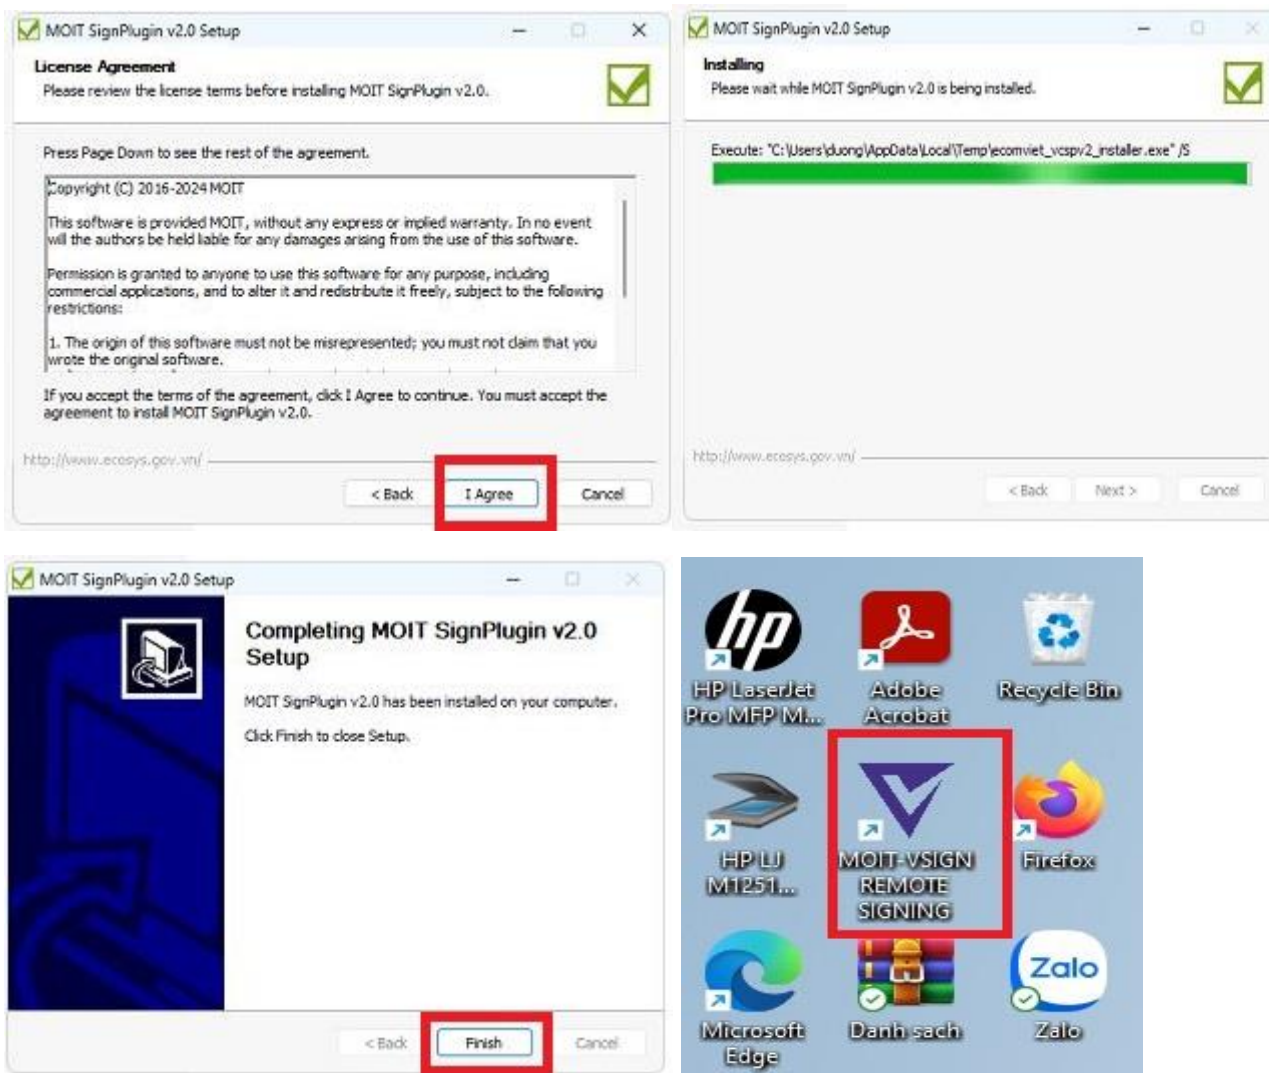 MOIT SignPlugin v2.0 Setup
License Agreement
Please review the license terms before installing MOIT SignPlugin v2.0.
Press Page Down to see the rest of the agreement.
Copyright (C) 2016-2024 MOIT
This software is provided MOIT, without any express or implied warranty. In no event
will the authors be held liable for any damages arising from the use of this software.
Permission is granted to anyone to use this software for any purpose, including
commercial applications, and to alter it and redistribute it freely, subject to the following
restrictions:
1. The origin of this software must not be misrepresented; you must not claim that you
wrote the original software.
If you accept the terms of the agreement, click I Agree to continue. You must accept the
agreement to install MOIT SignPlugin v2.0.
http://www.ecosys.gov.vn/
< Back I Agree Cancel
MOIT SignPlugin v2.0 Setup
Installing
Please wait while MOIT SignPlugin v2.0 is being installed.
Execute: "C:\Users\duong\AppData\Local\Temp\ecomviet_vcspv2_installer.exe" /S
http://www.ecosys.gov.vn/
< Back Next > Cancel
MOIT SignPlugin v2.0 Setup
Completing MOIT SignPlugin v2.0
Setup
MOIT SignPlugin v2.0 has been installed on your computer.
Click Finish to close Setup.
< Back Finish Cancel
hp
HP LaserJet
Pro MFP M...
Adobe
Acrobat
Recycle Bin
HP LJ
M1251...
MOIT-VSIGN
REMOTE
SIGNING
Firefox
Microsoft
Edge
Danh sach
Zalo
Zalo